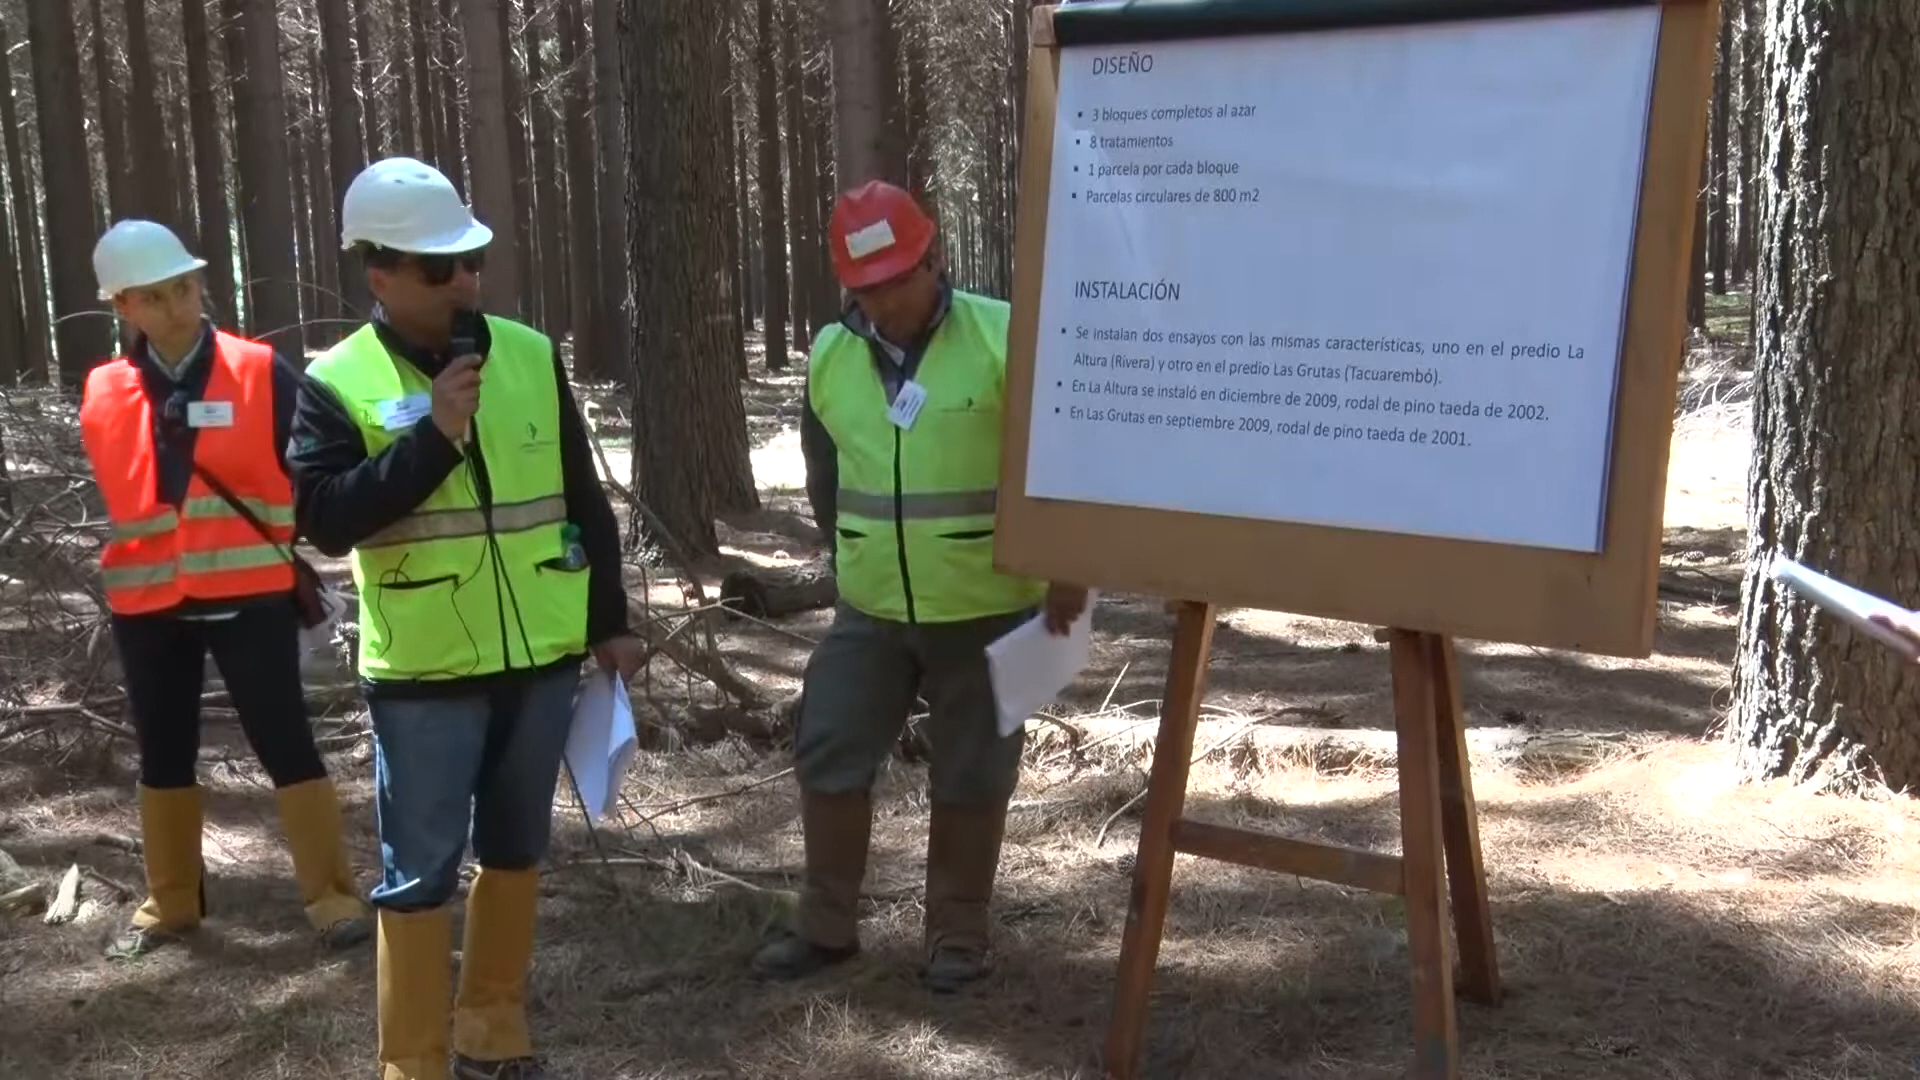 DISEÑO
▪ 3 bloques completos al azar
▪ 8 tratamientos
▪ 1 parcela por cada bloque
▪ Parcelas circulares de 800 m2
INSTALACIÓN
▪ Se instalan dos ensayos con las mismas características, uno en el predio La
Altura (Rivera) y otro en el predio Las Grutas (Tacuarembó).
▪ En La Altura se instaló en diciembre de 2009, rodal de pino taeda de 2002.
▪ En Las Grutas en septiembre 2009, rodal de pino taeda de 2001.